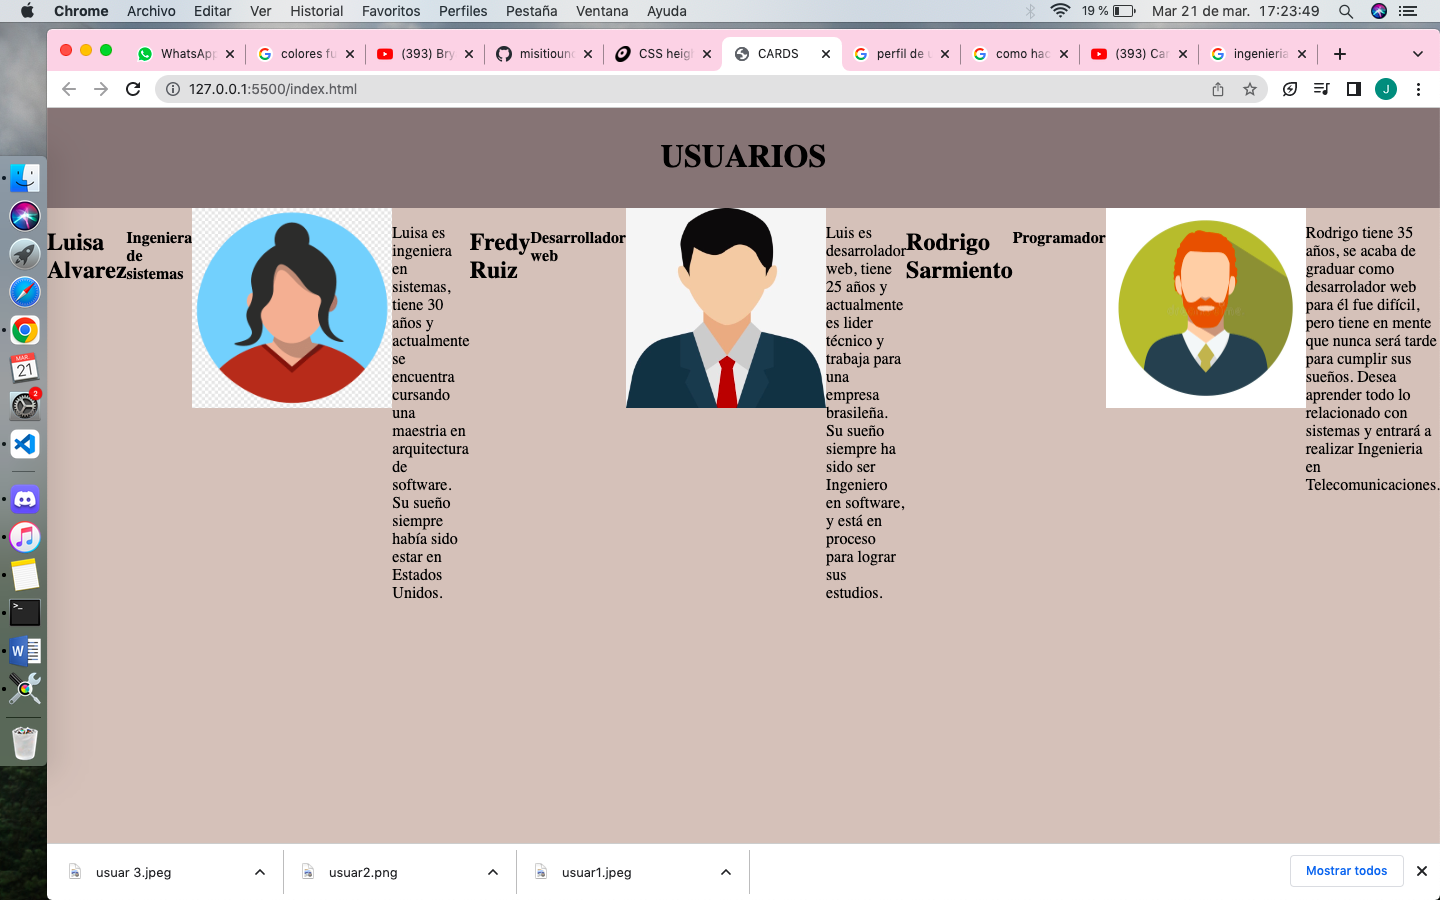 Chrome Archivo Editar Ver Historial Favoritos Perfiles Pestaña Ventana Ayuda 19 % Mar 21 de mar. 17:23:49
WhatsApp colores fu (393) Bry misitioun CSS heig CARDS perfil de u como hac (393) Car ingenieria
127.0.0.1:5500/index.html J
USUARIOS
Luisa
Alvarez
Ingeniera
de
sistemas
Luisa es
ingeniera
en
sistemas,
tiene 30
años y
actualmente
se
encuentra
cursando
una
maestria en
arquitectura
de
software.
Su sueño
siempre
había sido
estar en
Estados
Unidos.
Fredy
Ruiz
Desarrollador
web
Luis es
desarrolador
web, tiene
25 años y
actualmente
es lider
técnico y
trabaja para
una
empresa
brasileña.
Su sueño
siempre ha
sido ser
Ingeniero
en software,
y está en
proceso
para lograr
sus
estudios.
Rodrigo
Sarmiento
Programador
Rodrigo tiene 35
años, se acaba de
graduar como
desarrolador web
para él fue difícil,
pero tiene en mente
que nunca será tarde
para cumplir sus
sueños. Desea
aprender todo lo
relacionado con
sistemas y entrará a
realizar Ingenieria
en
Telecomunicaciones.
MAR.
21
2
usuar 3.jpeg usuar2.png usuar1.jpeg Mostrar todos